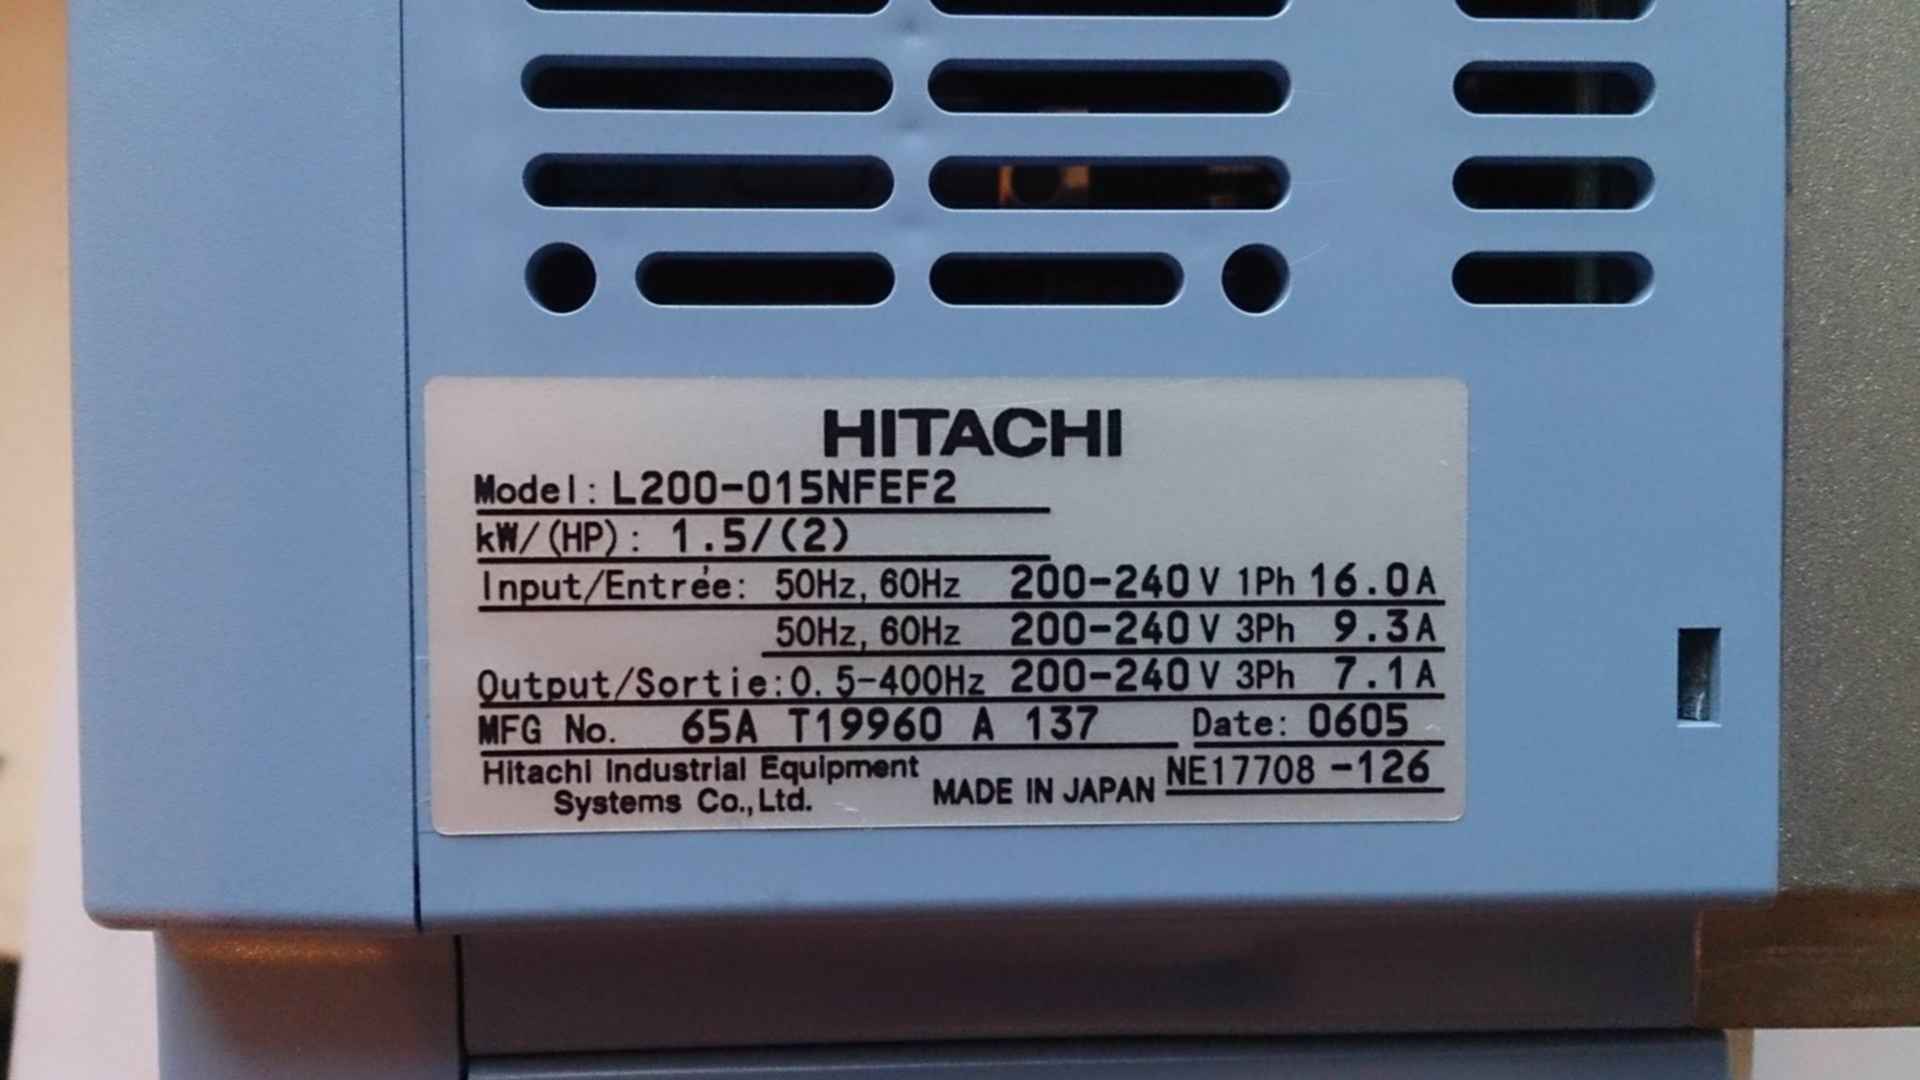 HITACHI
Model: L200-015NFEF2
kW/(HP): 1.5/(2)
Input/Entrée: 50Hz, 60Hz 200-240 V 1Ph 16.0 A
50Hz, 60Hz 200-240 V 3Ph 9.3 A
Output/Sortie: 0.5-400Hz 200-240 V 3Ph 7.1 A
MFG No. 65A T19960 A 137 Date: 0605
Hitachi Industrial Equipment
Systems Co., Ltd. MADE IN JAPAN NE17708 -126